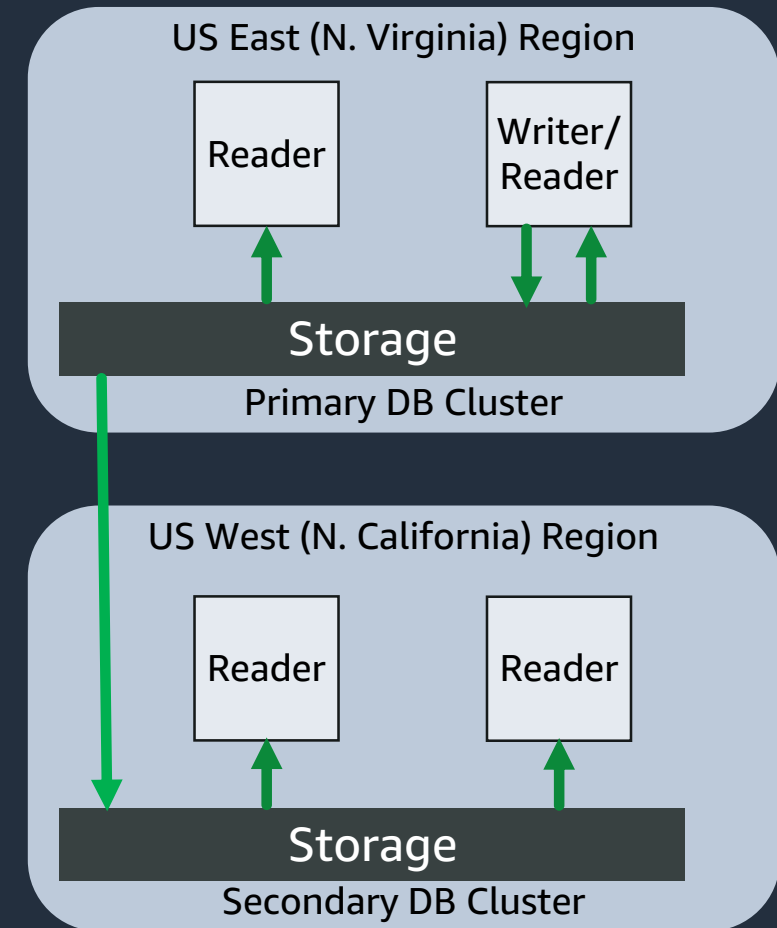 US East (N. Virginia) Region
Reader
Writer/
Reader
Storage
Primary DB Cluster
US West (N. California) Region
Reader
Reader
Storage
Secondary DB Cluster